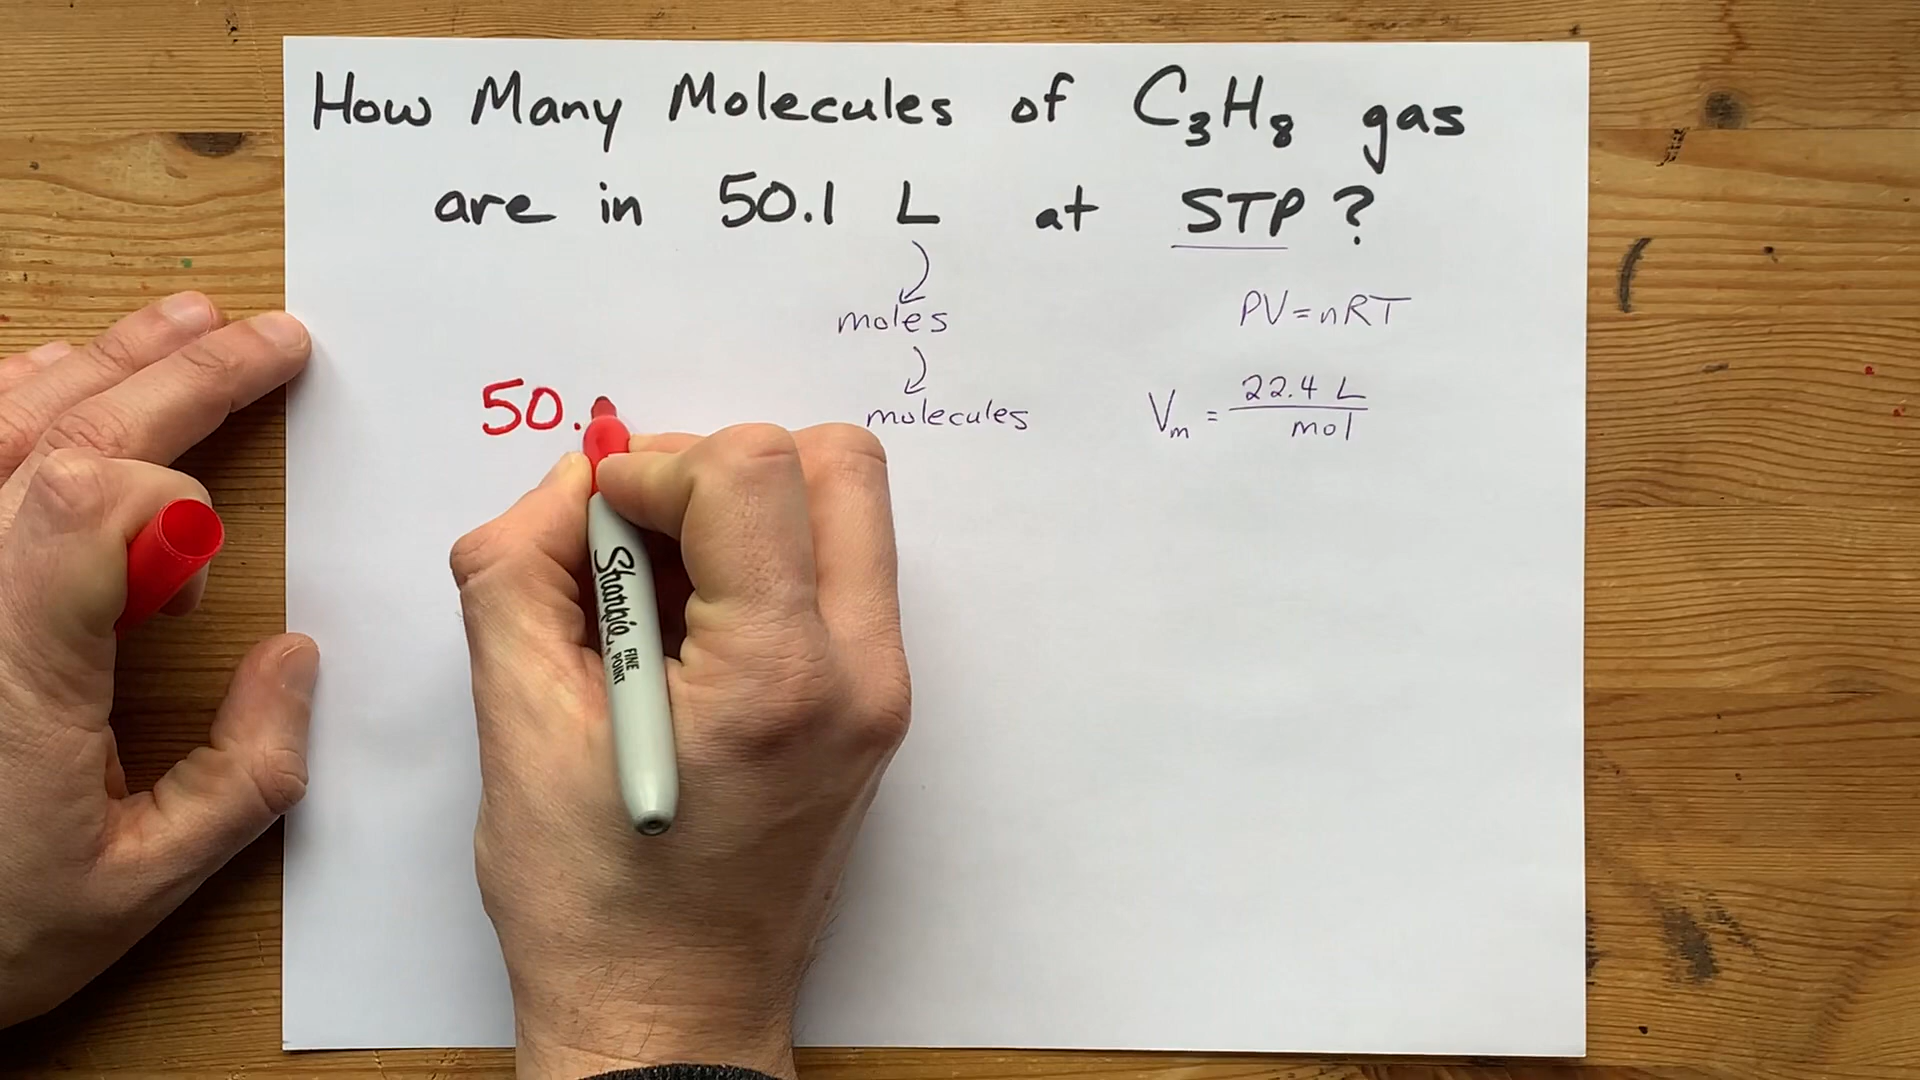 How Many Molecules of C₃H₈ gas
are in 50.1 L at STP?
moles
PV=nRT
molecules
Vₘ = 22.4 L
mol
50.
Sharpie
FINE
POINT